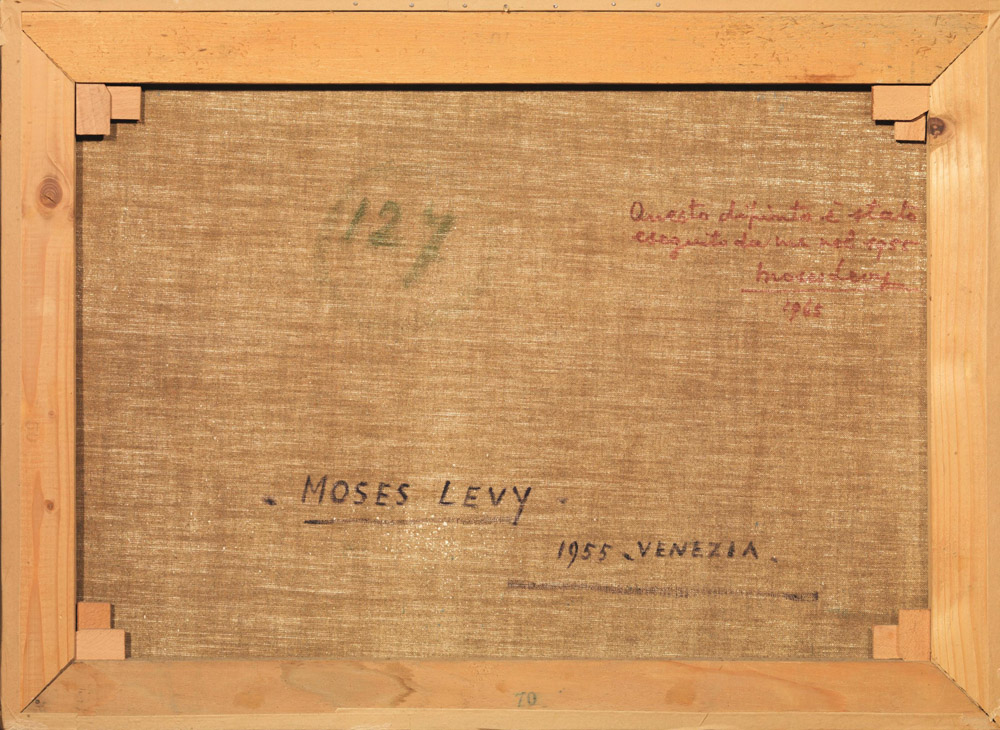 127
Questo dipinto è stato
eseguito da me nel 1955
Moses Levy
1965
. MOSES LEVY .
1955 . VENEZIA .
70